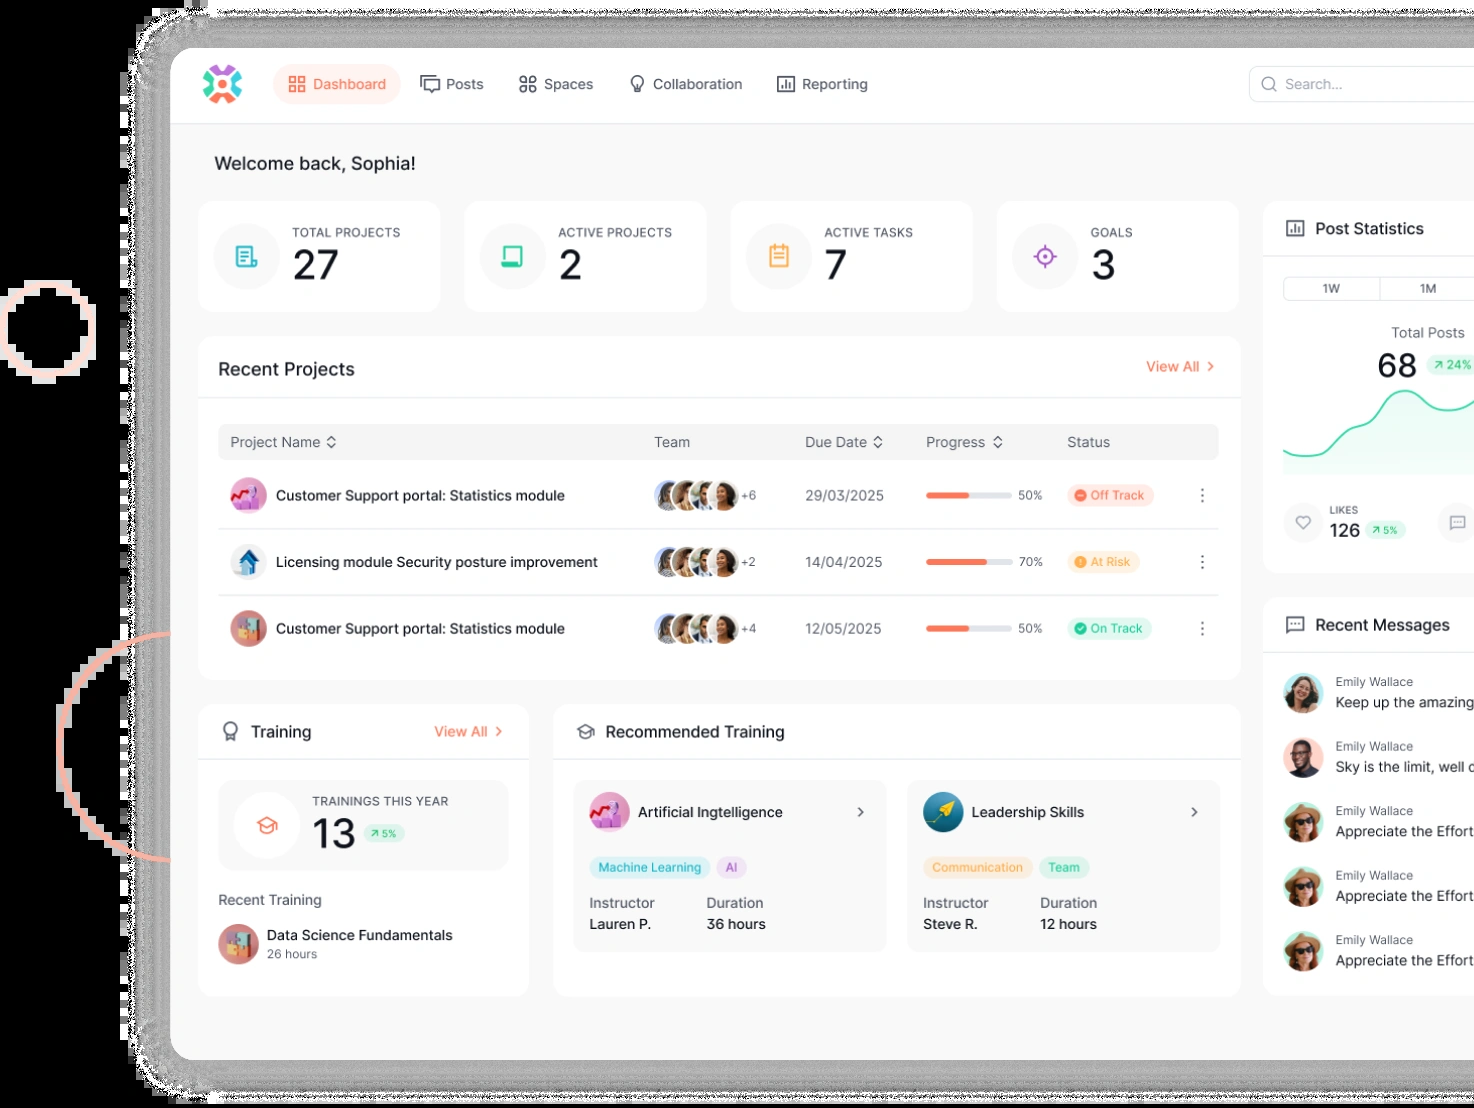 Dashboard
Posts
Spaces
Collaboration
Reporting
Search...
Welcome back, Sophia!
TOTAL PROJECTS
27
ACTIVE PROJECTS
2
ACTIVE TASKS
7
GOALS
3
Recent Projects
View All
Project Name
Team
Due Date
Progress
Status
Customer Support portal: Statistics module
+6
29/03/2025
50%
Off Track
Licensing module Security posture improvement
+2
14/04/2025
70%
At Risk
Customer Support portal: Statistics module
+4
12/05/2025
50%
On Track
Training
View All
TRAININGS THIS YEAR
13
5%
Recent Training
Data Science Fundamentals
26 hours
Recommended Training
Artificial Ingtelligence
Machine Learning
AI
Instructor
Duration
Lauren P.
36 hours
Leadership Skills
Communication
Team
Instructor
Duration
Steve R.
12 hours
Post Statistics
1W
1M
Total Posts
68
24%
LIKES
126
5%
Recent Messages
Emily Wallace
Keep up the amazing
Emily Wallace
Sky is the limit, well
Emily Wallace
Appreciate the Effort
Emily Wallace
Appreciate the Effort
Emily Wallace
Appreciate the Effort